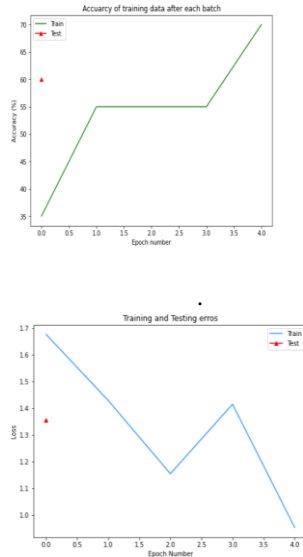 Accuarcy of training data after each batch
Train
Test
70
65
60
55
50
45
40
35
Accuracy (%)
0.0 0.5 1.0 1.5 2.0 2.5 3.0 3.5 4.0
Epoch number
Training and Testing erros
Train
Test
1.7
1.6
1.5
1.4
1.3
1.2
1.1
1.0
Loss
0.0 0.5 1.0 1.5 2.0 2.5 3.0 3.5 4.0
Epoch Number